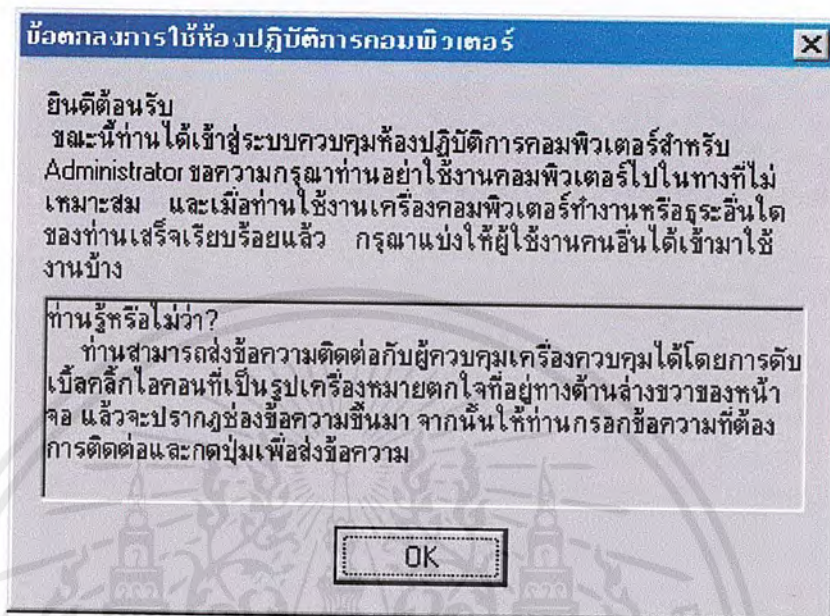 ข้อตกลงการใช้ห้องปฏิบัติการคอมพิวเตอร์
ยินดีต้อนรับ
ขณะนี้ท่านได้เข้าสู่ระบบควบคุมห้องปฏิบัติการคอมพิวเตอร์สำหรับ
Administrator ขอความกรุณาท่านอย่าใช้งานคอมพิวเตอร์ไปในทางที่ไม่
เหมาะสม และเมื่อท่านใช้งานเครื่องคอมพิวเตอร์ทำงานหรือธุระอื่นใด
ของท่านเสร็จเรียบร้อยแล้ว กรุณาแบ่งให้ผู้ใช้งานคนอื่นได้เข้ามาใช้
งานบ้าง
ท่านรู้หรือไม่ว่า?
ท่านสามารถส่งข้อความติดต่อกับผู้ควบคุมเครื่องควบคุมได้โดยการดับ
เบิ้ลคลิ้กไอคอนที่เป็นรูปเครื่องหมายตกใจที่อยู่ทางด้านล่างขวาของหน้า
จอ แล้วจะปรากฎช่องข้อความขึ้นมา จากนั้นให้ท่านกรอกข้อความที่ต้อง
การติดต่อและกดปุ่มเพื่อส่งข้อความ
OK